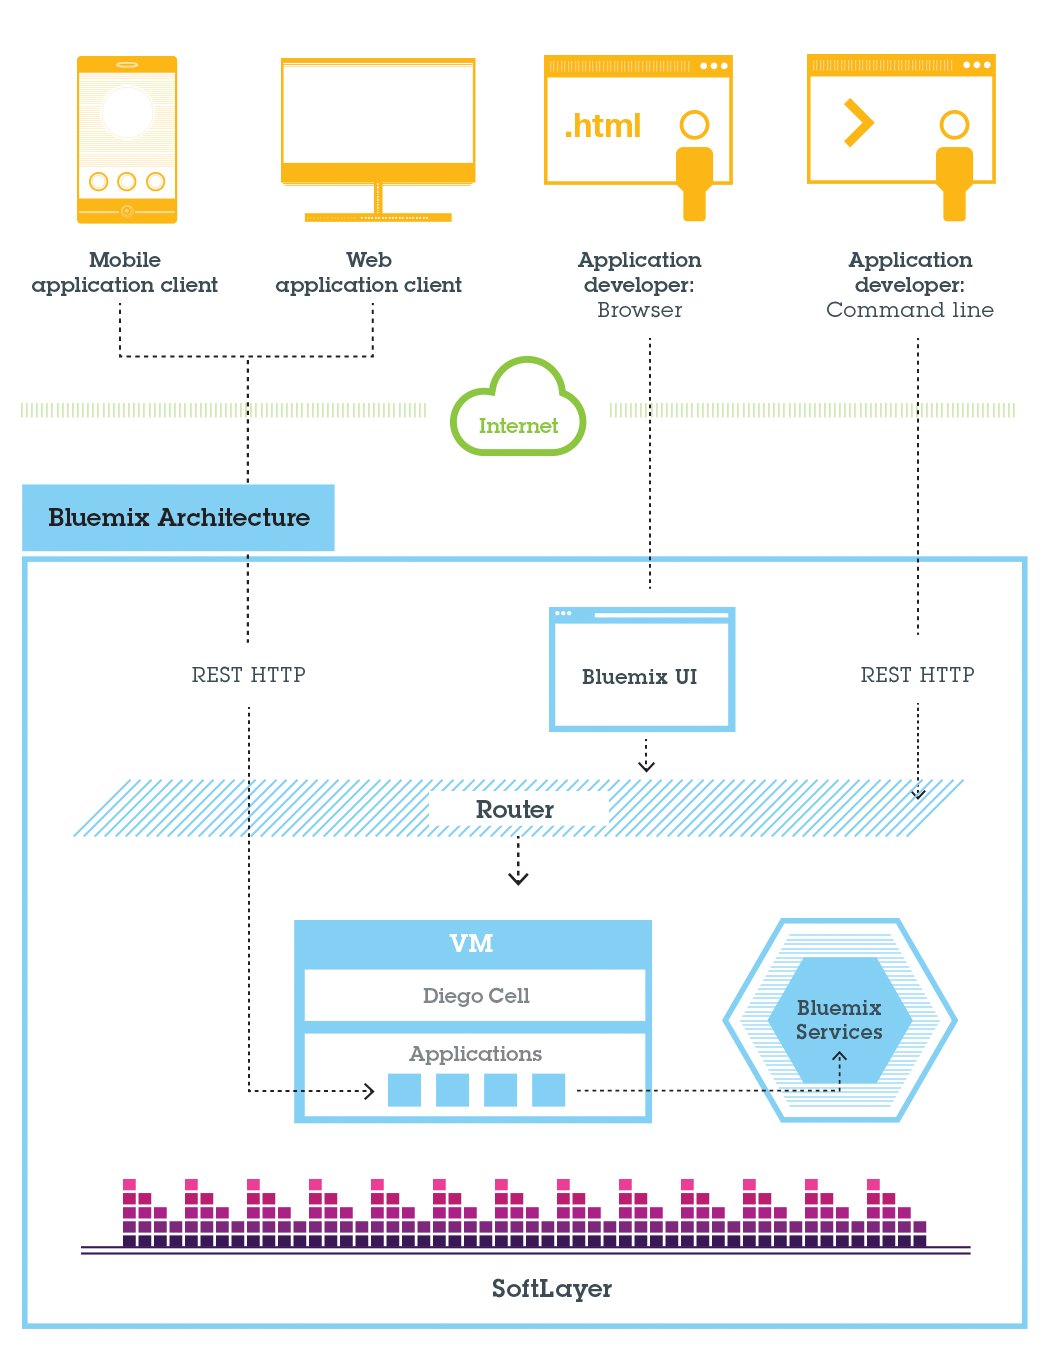 .html
Mobile
application client
Web
application client
Application
developer:
Browser
Application
developer:
Command line
Internet
Bluemix Architecture
REST HTTP
Bluemix UI
REST HTTP
Router
VM
Diego Cell
Applications
Bluemix
Services
SoftLayer